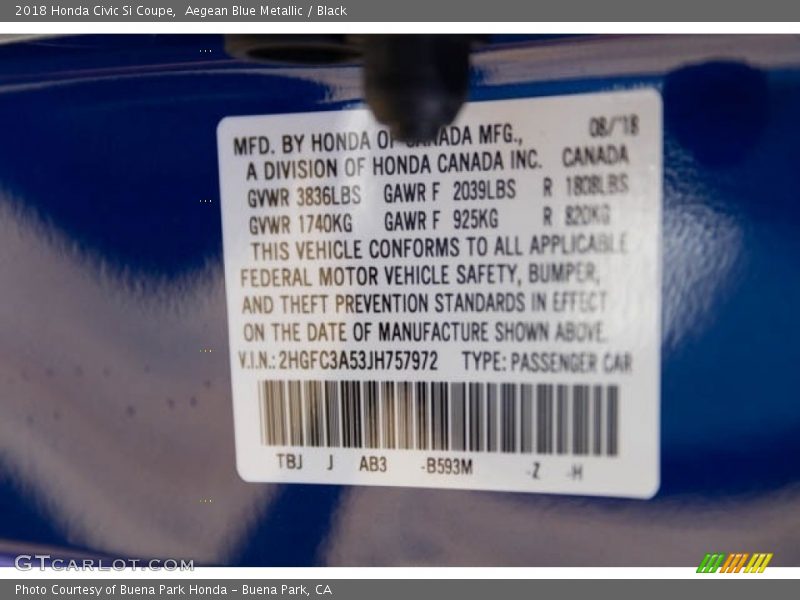 2018 Honda Civic Si Coupe,  Aegean Blue Metallic / Black
MFD. BY HONDA OF CANADA MFG., 08/'18
A DIVISION OF HONDA CANADA INC. CANADA
GVWR 3836LBS GAWR F 2039LBS R 1808LBS
GVWR 1740KG GAWR F 925KG R 820KG
THIS VEHICLE CONFORMS TO ALL APPLICABLE
FEDERAL MOTOR VEHICLE SAFETY, BUMPER,
AND THEFT PREVENTION STANDARDS IN EFFECT
ON THE DATE OF MANUFACTURE SHOWN ABOVE.
V.I.N.: 2HGFC3A53JH757972 TYPE: PASSENGER CAR
TBJ J AB3 -B593M -Z -H
GTCARLOT.COM
Photo Courtesy of Buena Park Honda – Buena Park, CA